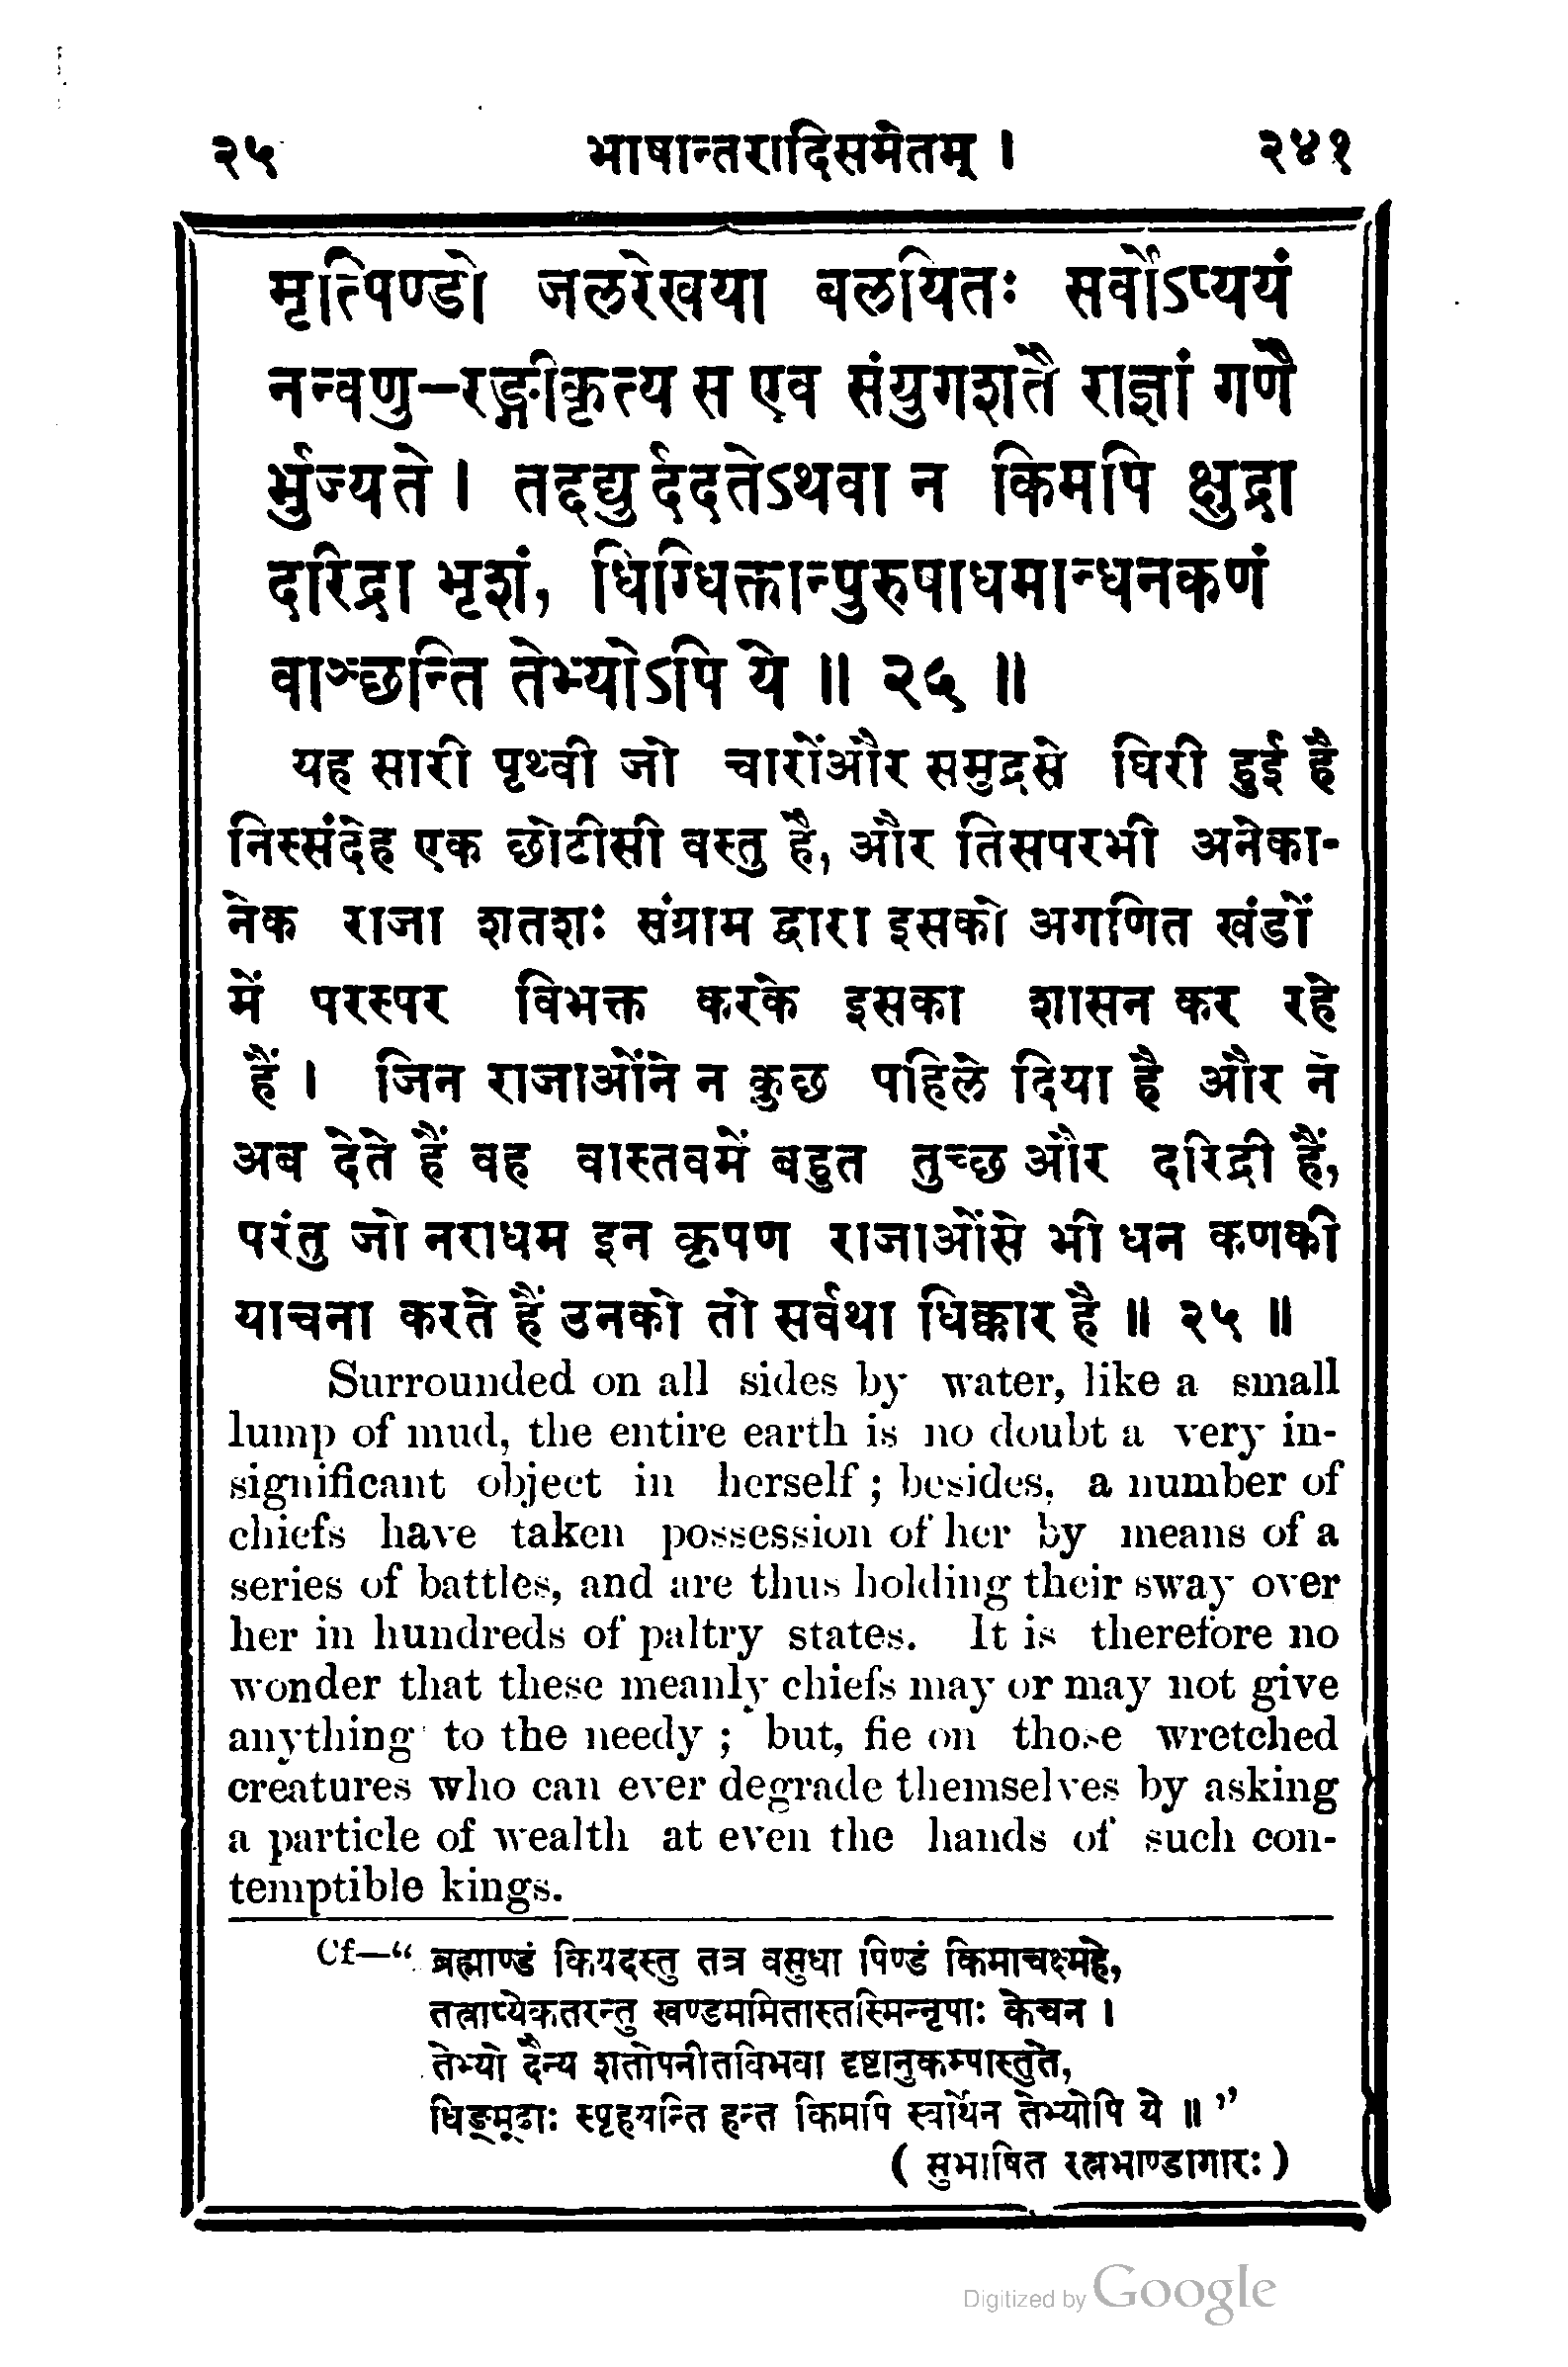 २५ भाषान्तरादिसमेतम् । २४१
मृत्पिण्डो जलरेखया बलयितः सर्वोऽप्ययं
नन्वणु–रङ्गीकृत्य स एव संयुगशतै राज्ञां गणै
र्भुज्यते । तद्दद्यु र्ददतेऽथवा न किमपि क्षुद्रा
दरिद्रा भृशं, धिग्धिक्तान्पुरुषाधमान्धनकणं
वाञ्छन्ति तेभ्योऽपि ये ॥ २५ ॥
यह सारी पृथ्वी जो चारोंऔर समुद्रसे घिरी हुई है
निस्संदेह एक छोटीसी वस्तु है, और तिसपरभी अनेका-
नेक राजा शतशः संग्राम द्वारा इसको अगणित खंडों
में परस्पर विभक्त करके इसका शासन कर रहे
हैं । जिन राजाओंने न कुछ पहिले दिया है और न
अब देते हैं वह वास्तवमें बहुत तुच्छ और दरिद्री हैं,
परंतु जो नराधम इन कृपण राजाओंसे भी धन कणकी
याचना करते हैं उनको तो सर्वथा धिक्कार है ॥ २५ ॥
Surrounded on all sides by water, like a small
lump of mud, the entire earth is no doubt a very in-
significant object in herself ; besides, a number of
chiefs have taken possession of her by means of a
series of battles, and are thus holding their sway over
her in hundreds of paltry states. It is therefore no
wonder that these meanly chiefs may or may not give
anything to the needy ; but, fie on those wretched
creatures who can ever degrade themselves by asking
a particle of wealth at even the hands of such con-
temptible kings.
Cf—“ ब्रह्माण्डं कियदस्तु तत्र वसुधा पिण्डं किमाचक्ष्महे,
तत्राप्येकतरन्तु खण्डममितास्तस्मिन्नृपाः केचन ।
तेभ्यो दैन्य शतोपनीतविभवा दृष्टानुकम्पास्तुते,
धिङ्मूढाः स्पृहयन्ति हन्त किमपि स्वार्थेन तेभ्योपि ये ॥ ”
( सुभाषित रत्नभाण्डागारः )
Digitized by Google